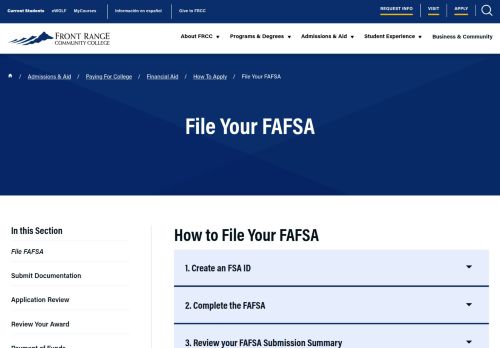 Current Students eWOLF MyCourses Información en español Give to FRCC REQUEST INFO VISIT APPLY
FRONT RANGE
COMMUNITY COLLEGE
About FRCC Programs & Degrees Admissions & Aid Student Experience Business & Community
/ Admissions & Aid / Paying For College / Financial Aid / How To Apply / File Your FAFSA
File Your FAFSA
In this Section
File FAFSA
Submit Documentation
Application Review
Review Your Award
Payment of Funds
How to File Your FAFSA
1. Create an FSA ID
2. Complete the FAFSA
3. Review your FAFSA Submission Summary